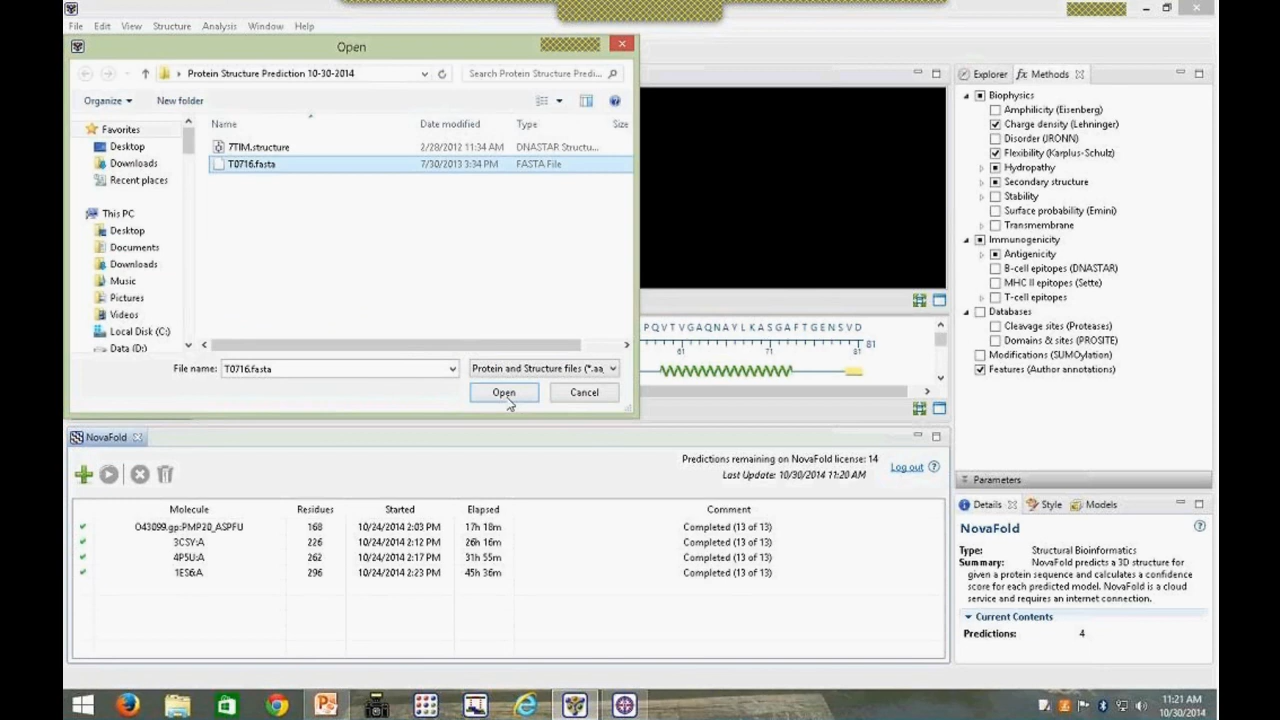 File Edit View Structure Analysis Window Help
Open
Protein Structure Prediction 10-30-2014
Search Protein Structure Predi...
Organize New folder
Favorites
Desktop
Downloads
Recent places
This PC
Desktop
Documents
Downloads
Music
Pictures
Videos
Local Disk (C:)
Data (D:)
Name Date modified Type Size
7TIM.structure 2/28/2012 11:34 AM DNASTAR Structu...
T0716.fasta 7/30/2013 3:34 PM FASTA File
File name: T0716.fasta Protein and Structure files (*.aa,
Open Cancel
PQVTVGAQNAYLKASGAFTGENSVD
61 71 81 81
Explorer fx Methods
Biophysics
Amphilicity (Eisenberg)
Charge density (Lehninger)
Disorder (JRONN)
Flexibility (Karplus-Schulz)
Hydropathy
Secondary structure
Stability
Surface probability (Emini)
Transmembrane
Immunogenicity
Antigenicity
B-cell epitopes (DNASTAR)
MHC II epitopes (Sette)
T-cell epitopes
Databases
Cleavage sites (Proteases)
Domains & sites (PROSITE)
Modifications (SUMOylation)
Features (Author annotations)
Parameters
NovaFold
Predictions remaining on NovaFold license: 14
Last Update: 10/30/2014 11:20 AM
Log out
Molecule Residues Started Elapsed Comment
O43099.gp:PMP20_ASPFU 168 10/24/2014 2:03 PM 17h 18m Completed (13 of 13)
3CSY:A 226 10/24/2014 2:12 PM 26h 16m Completed (13 of 13)
4P5U:A 262 10/24/2014 2:17 PM 31h 55m Completed (13 of 13)
1ES6:A 296 10/24/2014 2:23 PM 45h 36m Completed (13 of 13)
Details Style Models
NovaFold
Type: Structural Bioinformatics
Summary: NovaFold predicts a 3D structure for
given a protein sequence and calculates a confidence
score for each predicted model. NovaFold is a cloud
service and requires an internet connection.
Current Contents
Predictions: 4
11:21 AM
10/30/2014